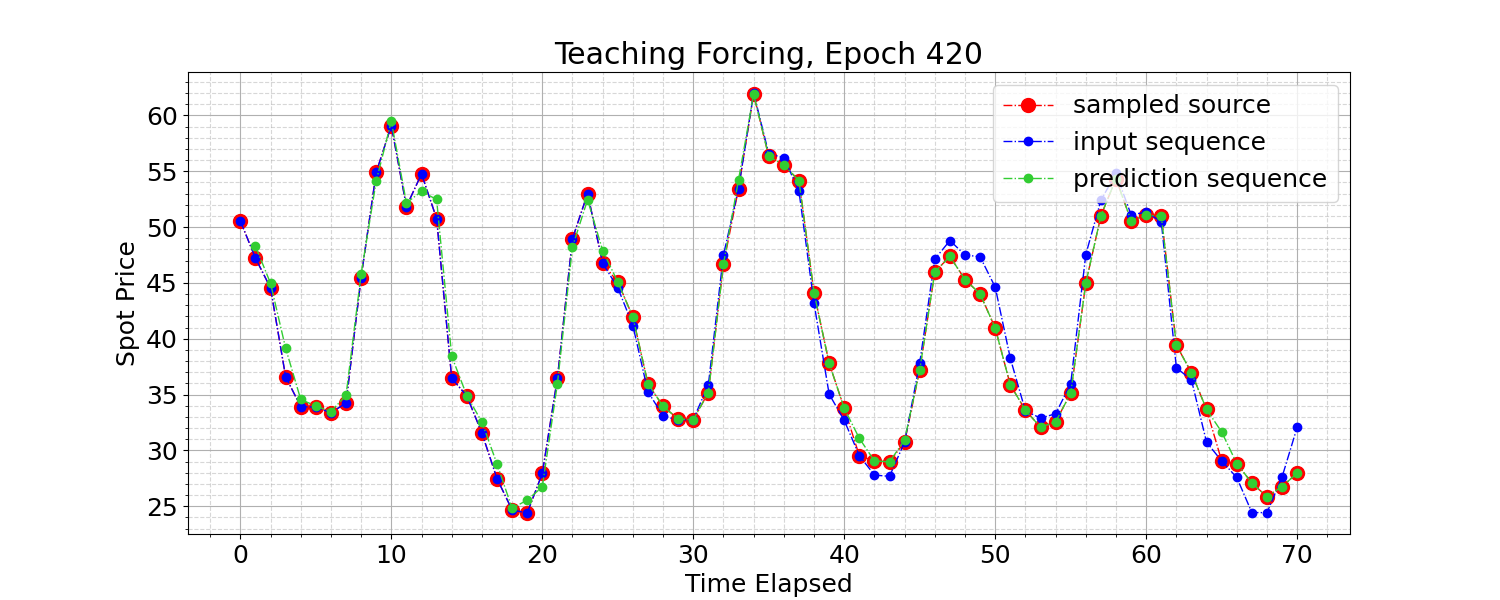 Teaching Forcing, Epoch 420
sampled source
input sequence
prediction sequence
Spot Price
60
55
50
45
40
35
30
25
0 10 20 30 40 50 60 70
Time Elapsed